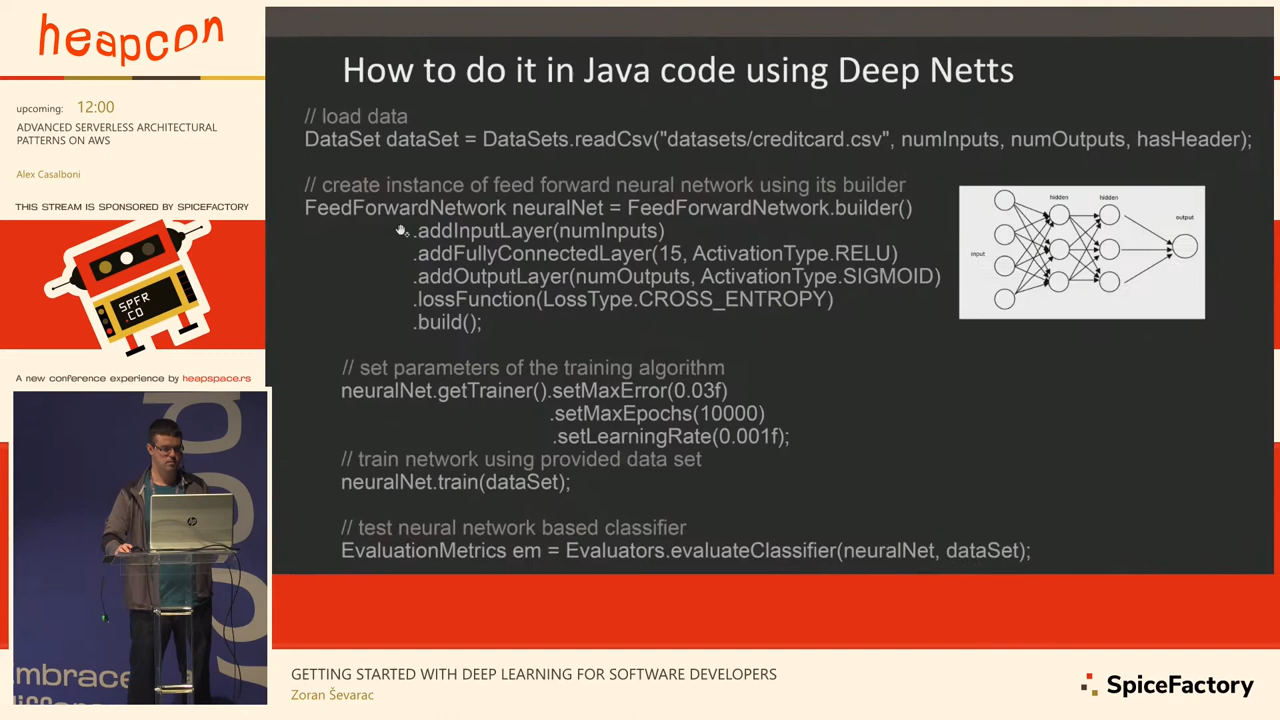 heapcon
upcoming: 12:00
ADVANCED SERVERLESS ARCHITECTURAL
PATTERNS ON AWS
Alex Casalboni
THIS STREAM IS SPONSORED BY SPICEFACTORY
SPFR
.CO
A new conference experience by heapspace.rs
hp
mbrace
How to do it in Java code using Deep Netts
// load data
DataSet dataSet = DataSets.readCsv("datasets/creditcard.csv", numInputs, numOutputs, hasHeader);
// create instance of feed forward neural network using its builder
FeedForwardNetwork neuralNet = FeedForwardNetwork.builder()
.addInputLayer(numInputs)
.addFullyConnectedLayer(15, ActivationType.RELU)
.addOutputLayer(numOutputs, ActivationType.SIGMOID)
.lossFunction(LossType.CROSS_ENTROPY)
.build();
hidden hidden
output
input
// set parameters of the training algorithm
neuralNet.getTrainer().setMaxError(0.03f)
.setMaxEpochs(10000)
.setLearningRate(0.001f);
// train network using provided data set
neuralNet.train(dataSet);
// test neural network based classifier
EvaluationMetrics em = Evaluators.evaluateClassifier(neuralNet, dataSet);
GETTING STARTED WITH DEEP LEARNING FOR SOFTWARE DEVELOPERS
Zoran Ševarac
SpiceFactory